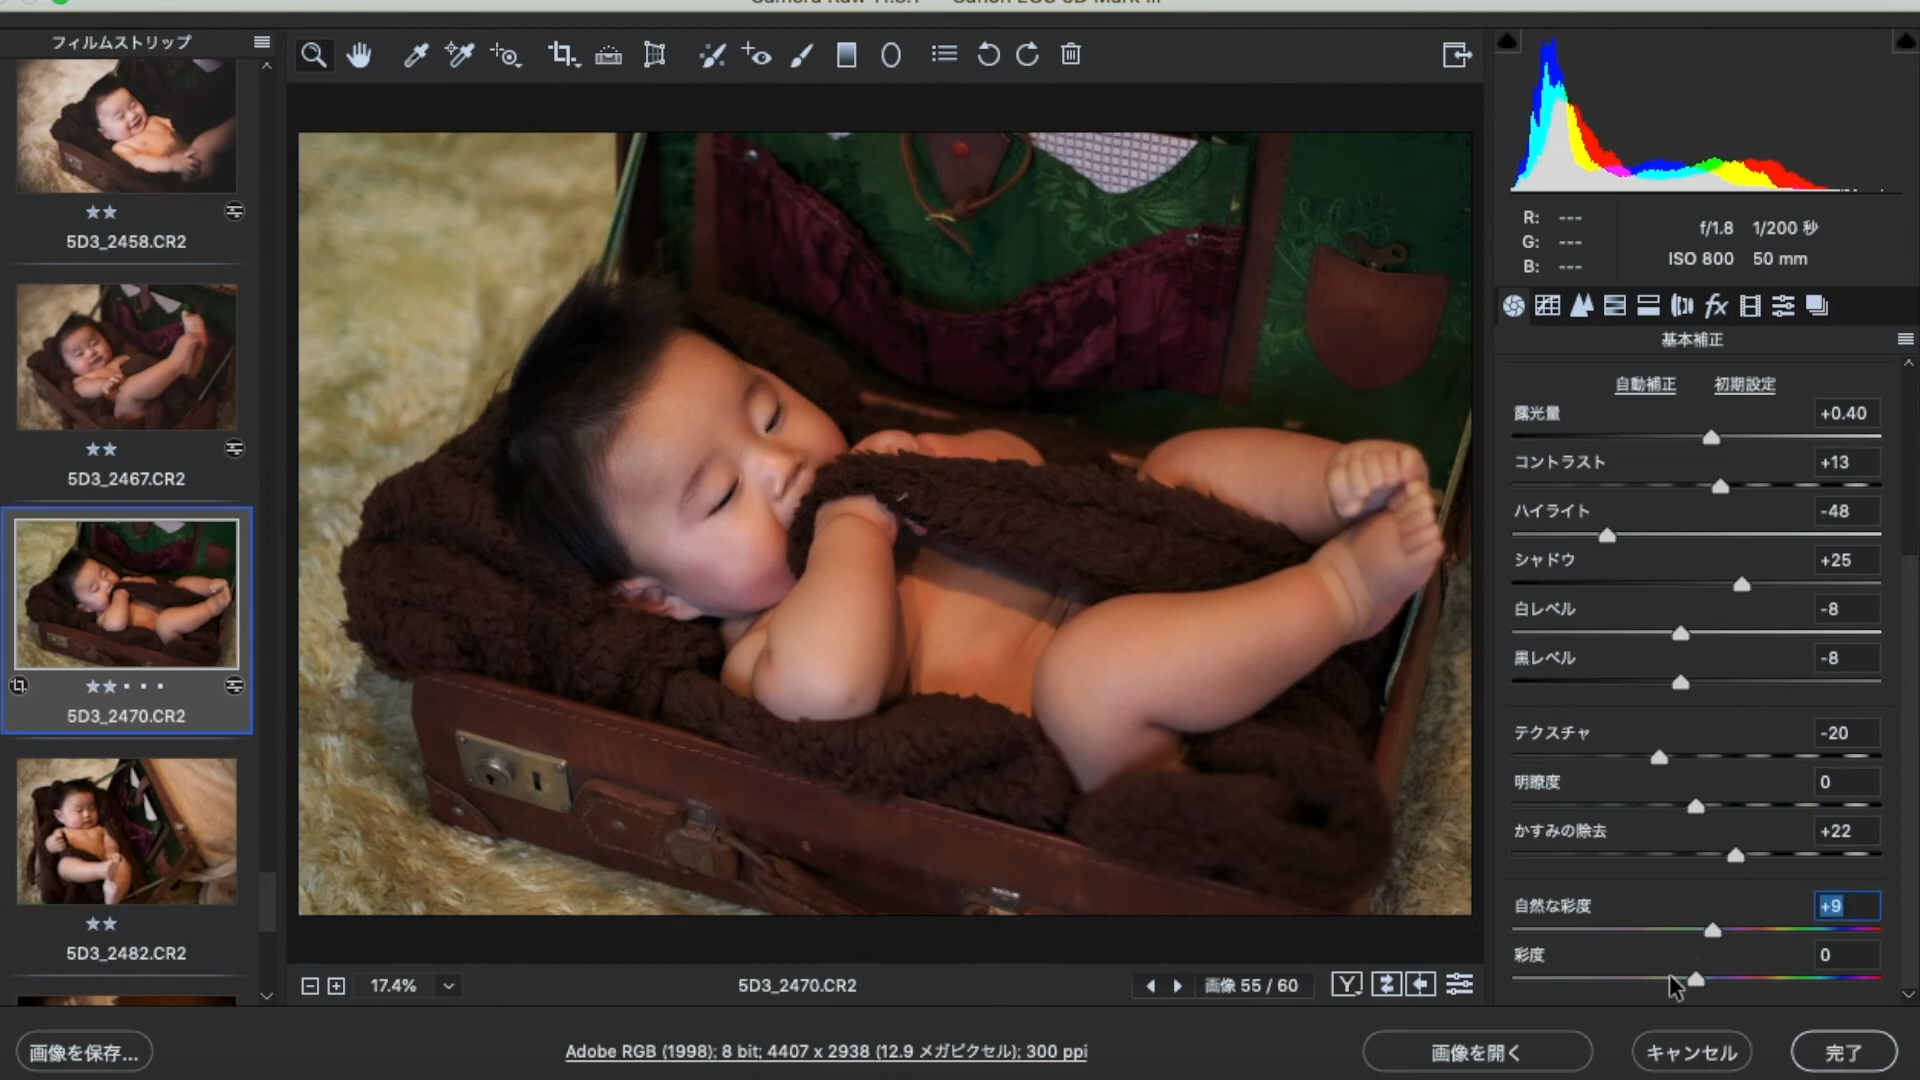 フィルムストリップ
5D3_2458.CR2
5D3_2467.CR2
5D3_2470.CR2
5D3_2482.CR2
17.4%
5D3_2470.CR2
画像 55 / 60
R: ---
G: ---
B: ---
f/1.8 1/200 秒
ISO 800 50 mm
fx
基本補正
自動補正 初期設定
露光量 +0.40
コントラスト +13
ハイライト -48
シャドウ +25
白レベル -8
黒レベル -8
テクスチャ -20
明瞭度 0
かすみの除去 +22
自然な彩度 +9
彩度 0
画像を保存...
Adobe RGB (1998); 8 bit; 4407 x 2938 (12.9 メガピクセル); 300 ppi
画像を開く
キャンセル
完了